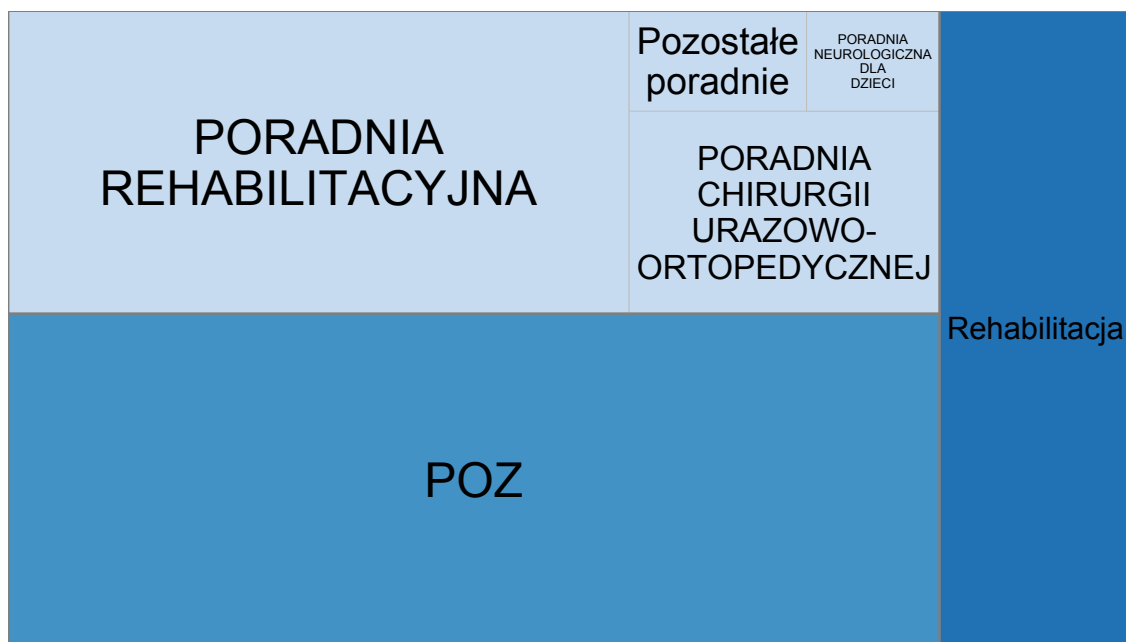 PORADNIA
REHABILITACYJNA
Pozostałe
poradnie
PORADNIA
NEUROLOGICZNA
DLA
DZIECI
PORADNIA
CHIRURGII
URAZOWO-
ORTOPEDYCZNEJ
POZ
Rehabilitacja